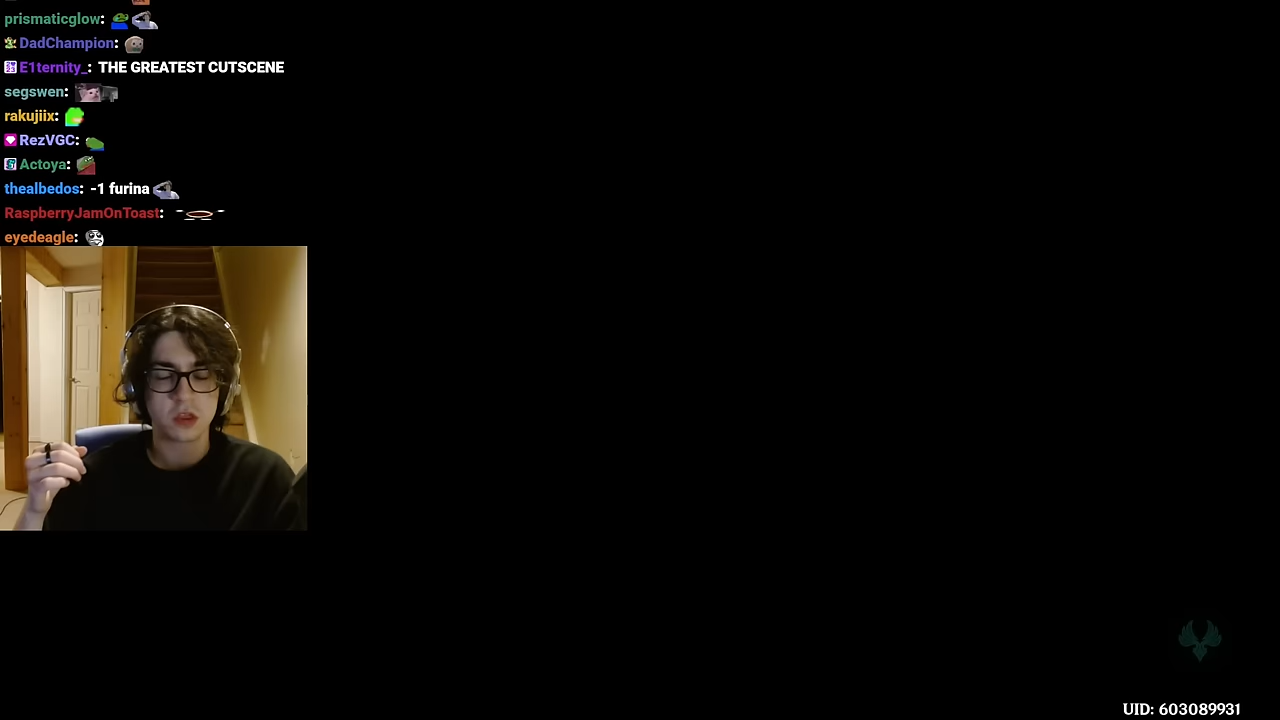 prismaticglow:
DadChampion:
E1ternity_: THE GREATEST CUTSCENE
segswen:
rakujiix:
RezVGC:
Actoya:
thealbedos: -1 furina
RaspberryJamOnToast:
eyedeagle:
UID: 603089931